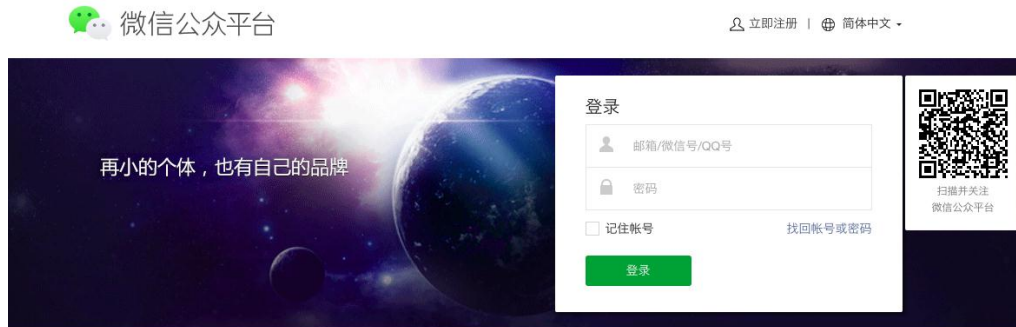 微信公众平台
立即注册 | 简体中文
再小的个体，也有自己的品牌
登录
邮箱/微信号/QQ号
密码
记住帐号 找回帐号或密码
登录
扫描并关注
微信公众平台